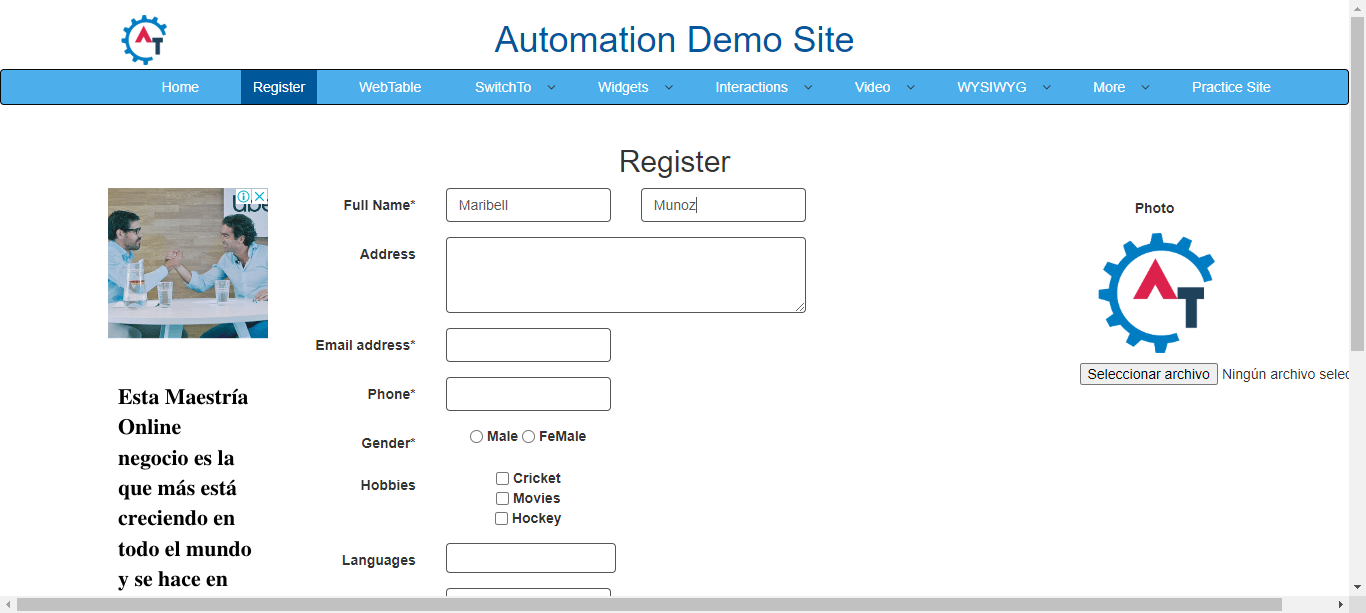 Automation Demo Site
Home Register WebTable SwitchTo Widgets Interactions Video WYSIWYG More Practice Site
Register
Full Name* Maribell Munoz
Address
Email address*
Phone*
Gender* Male FeMale
Hobbies Cricket
Movies
Hockey
Languages
Photo
AT
Seleccionar archivo Ningún archivo selec
Esta Maestría
Online
negocio es la
que más está
creciendo en
todo el mundo
y se hace en